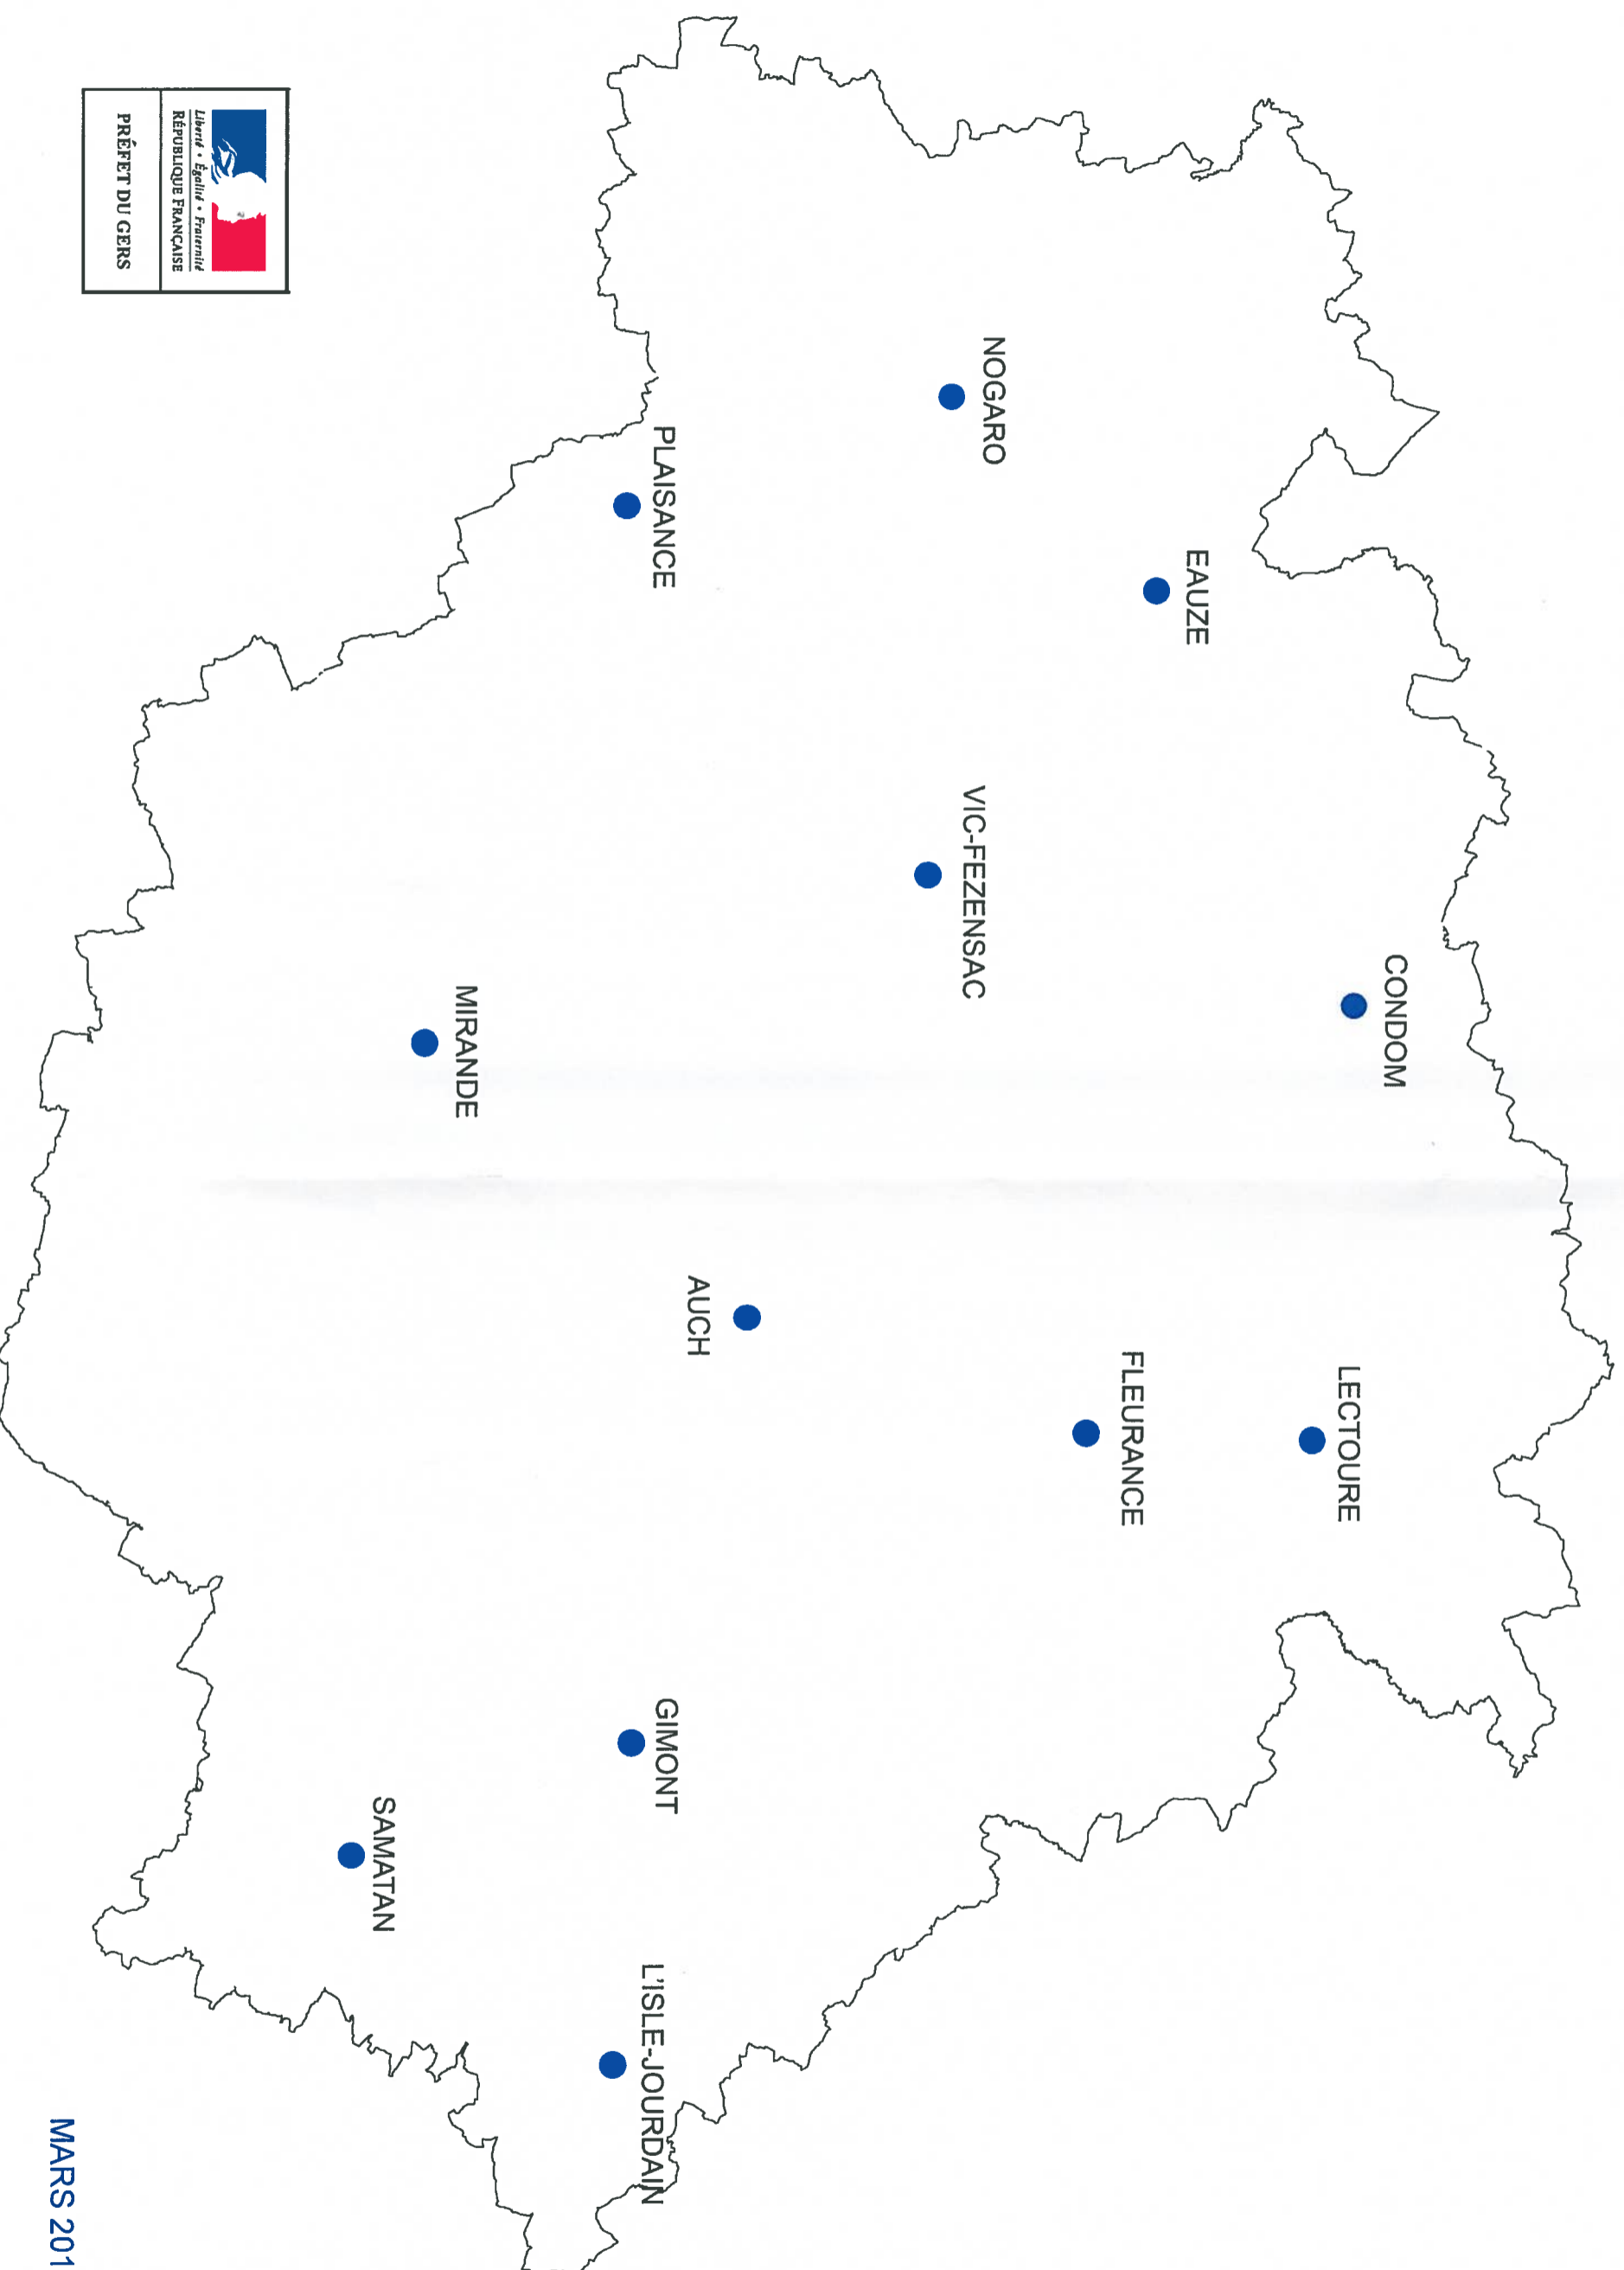 CONDOM
LECTOURE
EAUZE
FLEURANCE
NOGARO
VIC-FEZENSAC
AUCH
GIMONT
PLAISANCE
L'ISLE-JOURDAIN
MIRANDE
SAMATAN
Liberté • Égalité • Fraternité
RÉPUBLIQUE FRANÇAISE
PRÉFET DU GERS
MARS 201